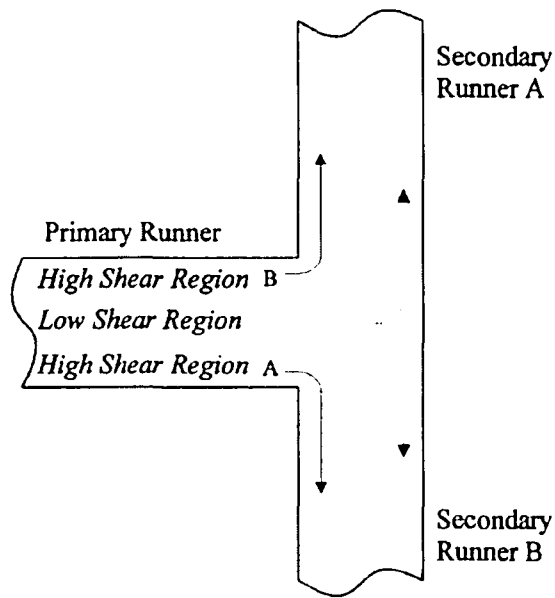 Secondary
Runner A
Primary Runner
High Shear Region B
Low Shear Region
High Shear Region A
Secondary
Runner B